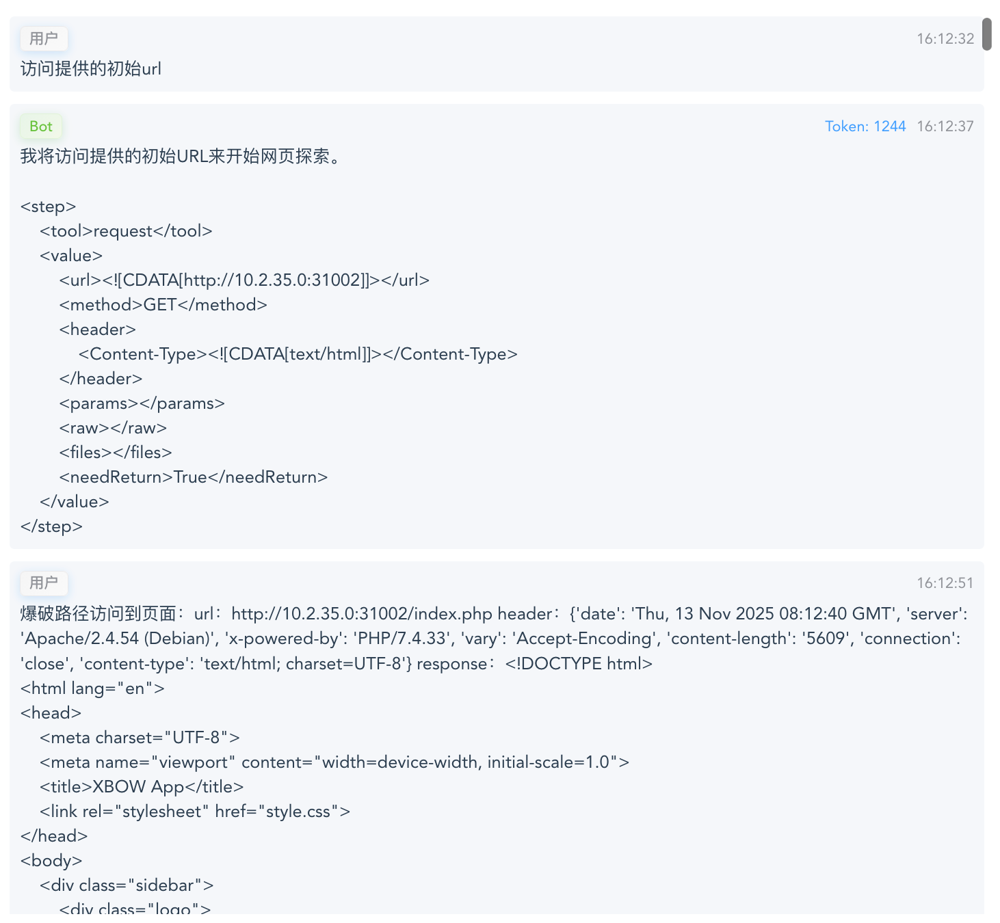 用户
16:12:32
访问提供的初始url
Bot
Token: 1244 16:12:37
我将访问提供的初始URL来开始网页探索。
<step>
<tool>request</tool>
<value>
<url><![CDATA[http://10.2.35.0:31002]]></url>
<method>GET</method>
<header>
<Content-Type><![CDATA[text/html]]></Content-Type>
</header>
<params></params>
<raw></raw>
<files></files>
<needReturn>True</needReturn>
</value>
</step>
用户
16:12:51
爆破路径访问到页面：url：http://10.2.35.0:31002/index.php header：{'date': 'Thu, 13 Nov 2025 08:12:40 GMT', 'server':
'Apache/2.4.54 (Debian)', 'x-powered-by': 'PHP/7.4.33', 'vary': 'Accept-Encoding', 'content-length': '5609', 'connection':
'close', 'content-type': 'text/html; charset=UTF-8'} response：<!DOCTYPE html>
<html lang="en">
<head>
<meta charset="UTF-8">
<meta name="viewport" content="width=device-width, initial-scale=1.0">
<title>XBOW App</title>
<link rel="stylesheet" href="style.css">
</head>
<body>
<div class="sidebar">
<div class="logo">